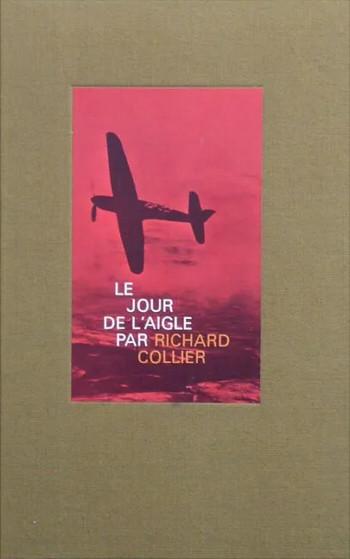 LE
JOUR
DE L'AIGLE
PAR RICHARD
COLLIER